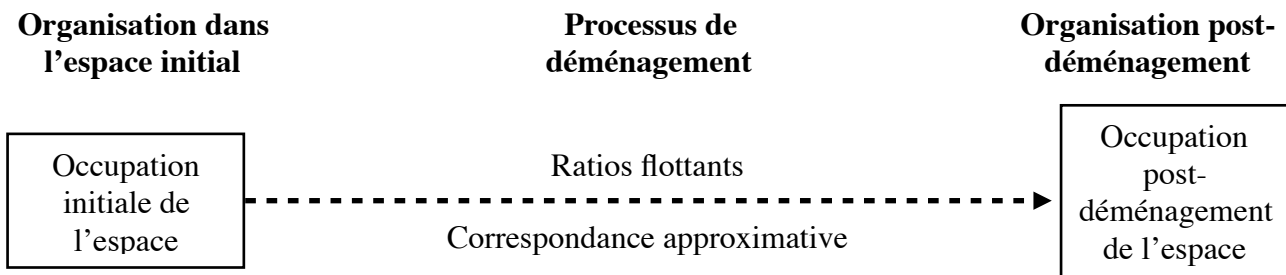 Organisation dans
l’espace initial
Processus de
déménagement
Organisation post-
déménagement
Occupation
initiale de
l’espace
Ratios flottants
Correspondance approximative
Occupation
post-
déménagement
de l’espace